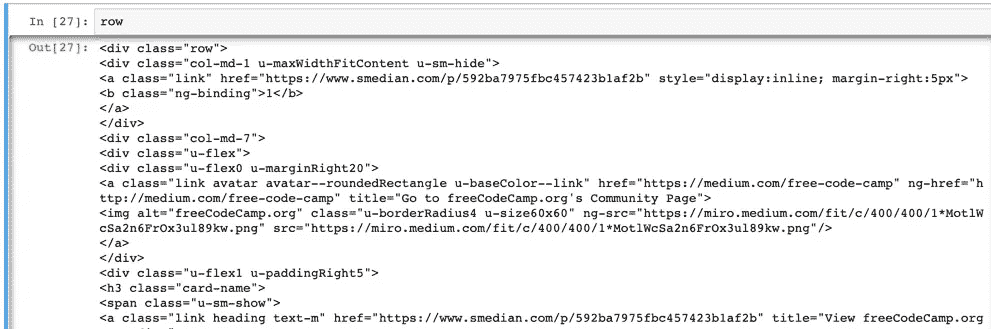 In [27]: row
Out[27]: <div class="row">
<div class="col-md-1 u-maxWidthFitContent u-sm-hide">
<a class="link" href="https://www.smedian.com/p/592ba7975fbc457423b1af2b" style="display:inline; margin-right:5px">
<b class="ng-binding">1</b>
</a>
</div>
<div class="col-md-7">
<div class="u-flex">
<div class="u-flex0 u-marginRight20">
<a class="link avatar avatar--roundedRectangle u-baseColor--link" href="https://medium.com/free-code-camp" ng-href="h
ttp://medium.com/free-code-camp" title="Go to freeCodeCamp.org's Community Page">
<img alt="freeCodeCamp.org" class="u-borderRadius4 u-size60x60" ng-src="https://miro.medium.com/fit/c/400/400/1*MotlW
cSa2n6FrOx3ul89kw.png" src="https://miro.medium.com/fit/c/400/400/1*MotlWcSa2n6FrOx3ul89kw.png"/>
</a>
</div>
<div class="u-flex1 u-paddingRight5">
<h3 class="card-name">
<span class="u-sm-show">
<a class="link heading text-m" href="https://www.smedian.com/p/592ba7975fbc457423b1af2b" title="View freeCodeCamp.org